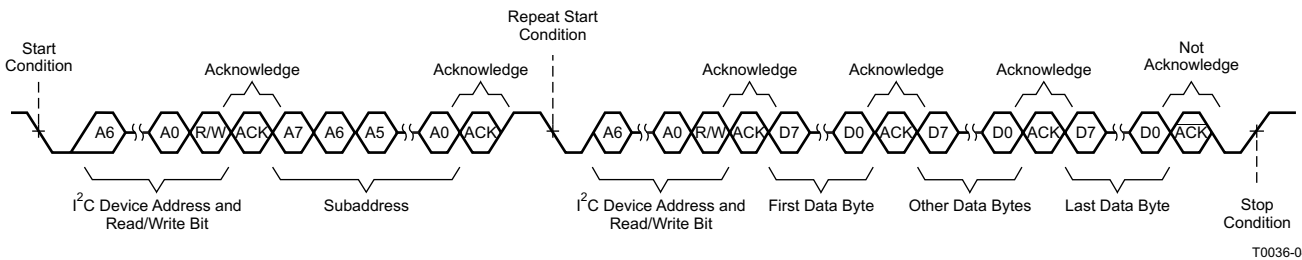 Repeat Start
Condition
Start
Condition
Not
Acknowledge
Acknowledge
Acknowledge
Acknowledge
Acknowledge
Acknowledge
A6 A0 R/W ACK A7 A6 A5 A0 ACK A6 A0 R/W ACK D7 D0 ACK D7 D0 ACK D7 D0 ACK
I²C Device Address and
Read/Write Bit
Subaddress
I²C Device Address and
Read/Write Bit
First Data Byte
Other Data Bytes
Last Data Byte
Stop
Condition
T0036-0